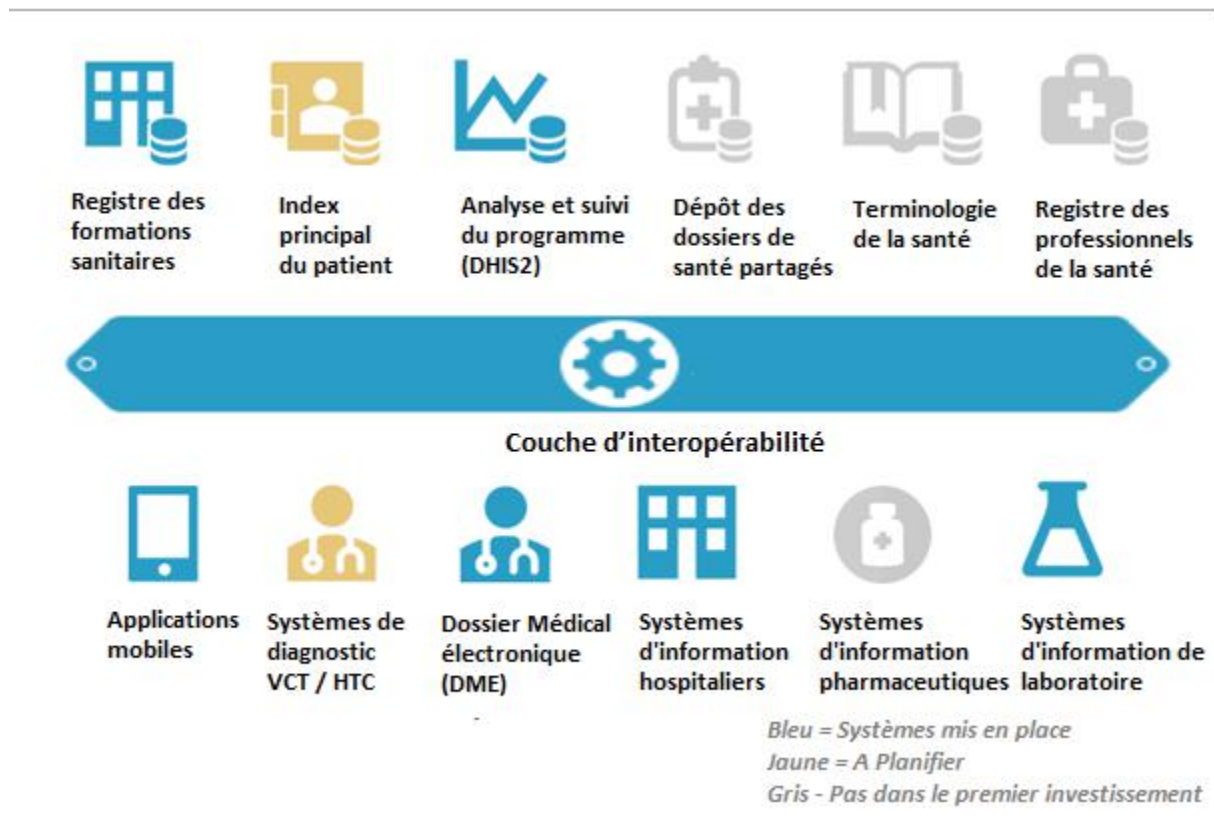 Registre des
formations
sanitaires
Index
principal
du patient
Analyse et suivi
du programme
(DHIS2)
Dépôt des
dossiers de
santé partagés
Terminologie
de la santé
Registre des
professionnels
de la santé
Couche d’interopérabilité
Applications
mobiles
Systèmes de
diagnostic
VCT / HTC
Dossier Médical
électronique
(DME)
Systèmes
d'information
hospitaliers
Systèmes
d'information
pharmaceutiques
Systèmes
d'information de
laboratoire
Bleu = Systèmes mis en place
Jaune = A Planifier
Gris - Pas dans le premier investissement